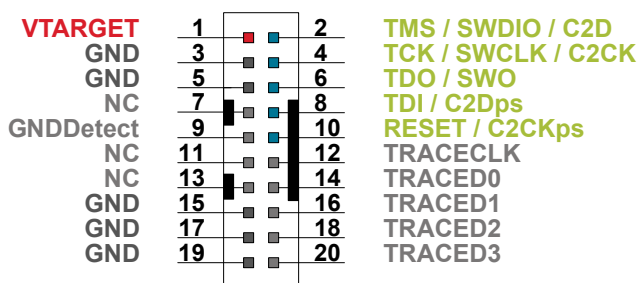 VTARGET 1 2 TMS / SWDIO / C2D
GND 3 4 TCK / SWCLK / C2CK
GND 5 6 TDO / SWO
NC 7 8 TDI / C2Dps
GNDDetect 9 10 RESET / C2CKps
NC 11 12 TRACECLK
NC 13 14 TRACED0
GND 15 16 TRACED1
GND 17 18 TRACED2
GND 19 20 TRACED3